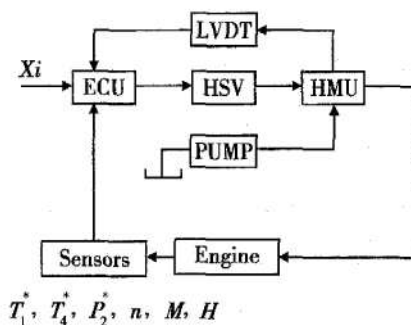 LVDT
Xi
ECU
HSV
HMU
PUMP
Sensors
Engine
T₁*, T₄*, P₂*, n, M, H